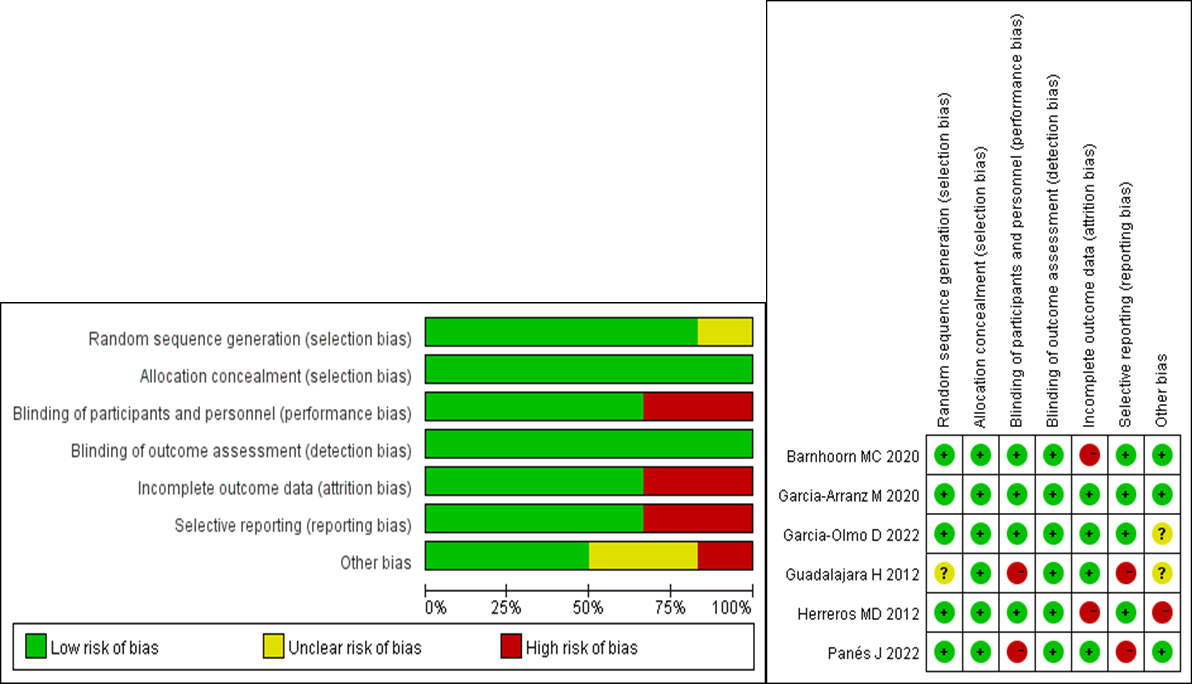 Random sequence generation (selection bias)
Allocation concealment (selection bias)
Blinding of participants and personnel (performance bias)
Blinding of outcome assessment (detection bias)
Incomplete outcome data (attrition bias)
Selective reporting (reporting bias)
Other bias
0% 25% 50% 75% 100%
Low risk of bias Unclear risk of bias High risk of bias
Random sequence generation (selection bias)
Allocation concealment (selection bias)
Blinding of participants and personnel (performance bias)
Blinding of outcome assessment (detection bias)
Incomplete outcome data (attrition bias)
Selective reporting (reporting bias)
Other bias
Barnhoorn MC 2020 + + + + - + +
Garcia-Arranz M 2020 + + + + + + +
Garcia-Olmo D 2022 + + + + + + ?
Guadalajara H 2012 ? + - + + - ?
Herreros MD 2012 + + + + - + -
Panés J 2022 + + - + + - +